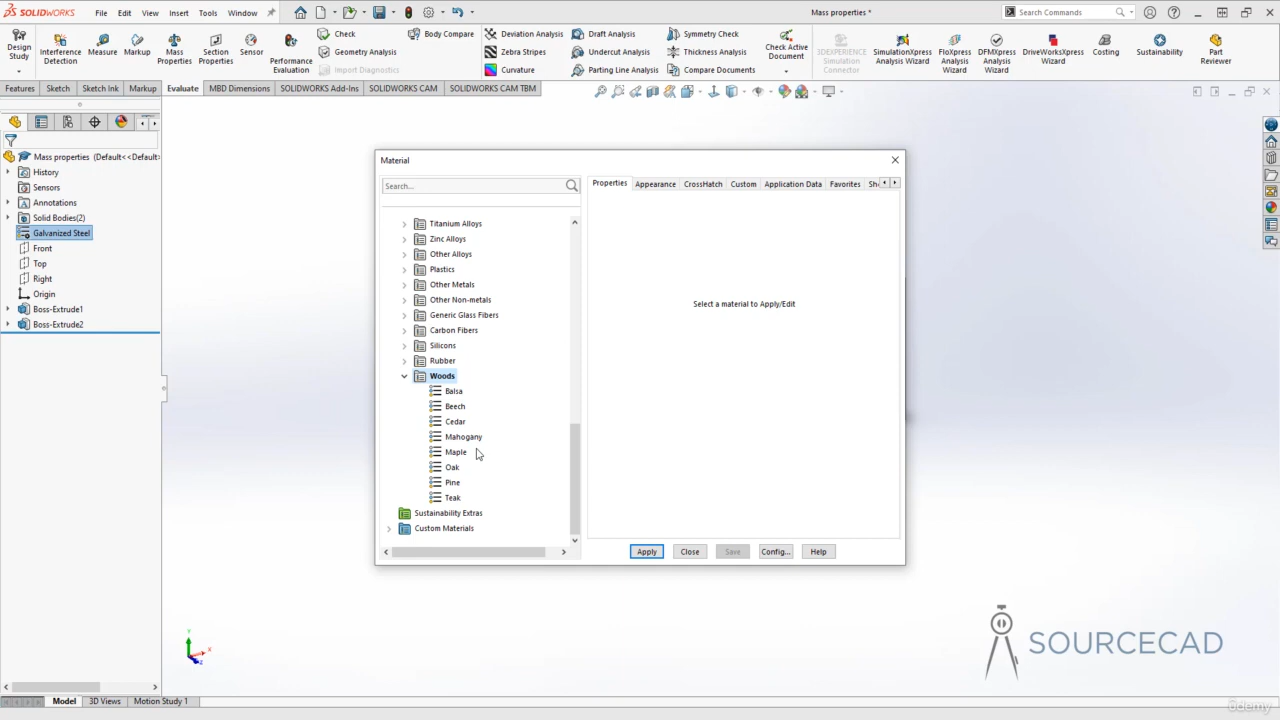 SOLIDWORKS File Edit View Insert Tools Window Mass properties * Search Commands
Design Study
Interference Detection
Measure
Markup
Mass Properties
Section Properties
Sensor
Performance Evaluation
Check
Geometry Analysis
Import Diagnostics
Body Compare
Deviation Analysis
Zebra Stripes
Curvature
Draft Analysis
Undercut Analysis
Parting Line Analysis
Symmetry Check
Thickness Analysis
Compare Documents
Check Active Document
3DEXPERIENCE Simulation Connector
SimulationXpress Analysis Wizard
FloXpress Analysis Wizard
DFMXpress Analysis Wizard
DriveWorksXpress Wizard
Costing
Sustainability
Part Reviewer
Features Sketch Sketch Ink Markup Evaluate MBD Dimensions SOLIDWORKS Add-Ins SOLIDWORKS CAM SOLIDWORKS CAM TBM
Mass properties (Default<<Default>
History
Sensors
Annotations
Solid Bodies(2)
Galvanized Steel
Front
Top
Right
Origin
Boss-Extrude1
Boss-Extrude2
Material
Search...
Titanium Alloys
Zinc Alloys
Other Alloys
Plastics
Other Metals
Other Non-metals
Generic Glass Fibers
Carbon Fibers
Silicons
Rubber
Woods
Balsa
Beech
Cedar
Mahogany
Maple
Oak
Pine
Teak
Sustainability Extras
Custom Materials
Properties Appearance CrossHatch Custom Application Data Favorites She
Select a material to Apply/Edit
Apply Close Save Config... Help
Y
X
Z
SOURCECAD
Model 3D Views Motion Study 1
ûdemy